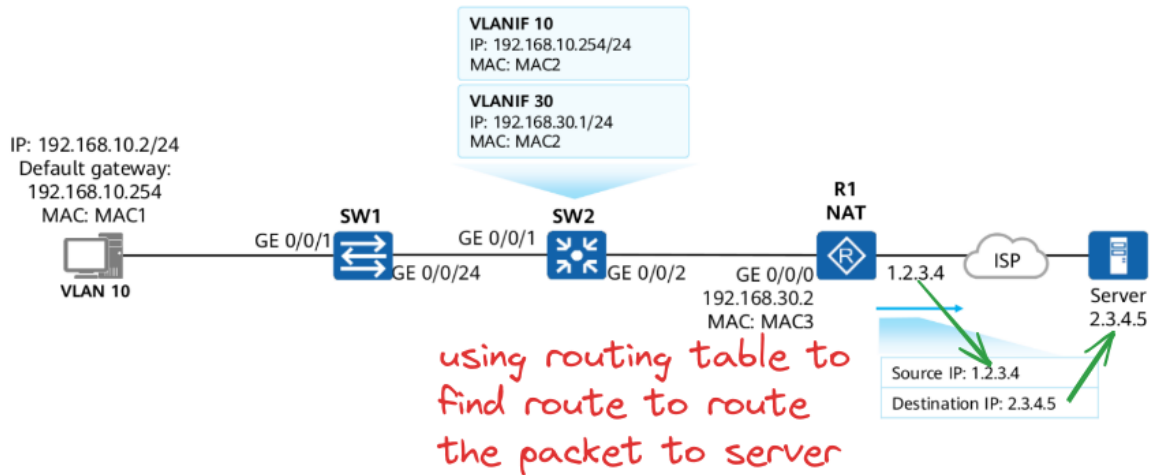 VLANIF 10
IP: 192.168.10.254/24
MAC: MAC2
VLANIF 30
IP: 192.168.30.1/24
MAC: MAC2
IP: 192.168.10.2/24
Default gateway:
192.168.10.254
MAC: MAC1
VLAN 10
SW1
GE 0/0/1
GE 0/0/24
SW2
GE 0/0/1
GE 0/0/2
R1
NAT
R
GE 0/0/0
192.168.30.2
MAC: MAC3
1.2.3.4
ISP
Server
2.3.4.5
Source IP: 1.2.3.4
Destination IP: 2.3.4.5
using routing table to
find route to route
the packet to server